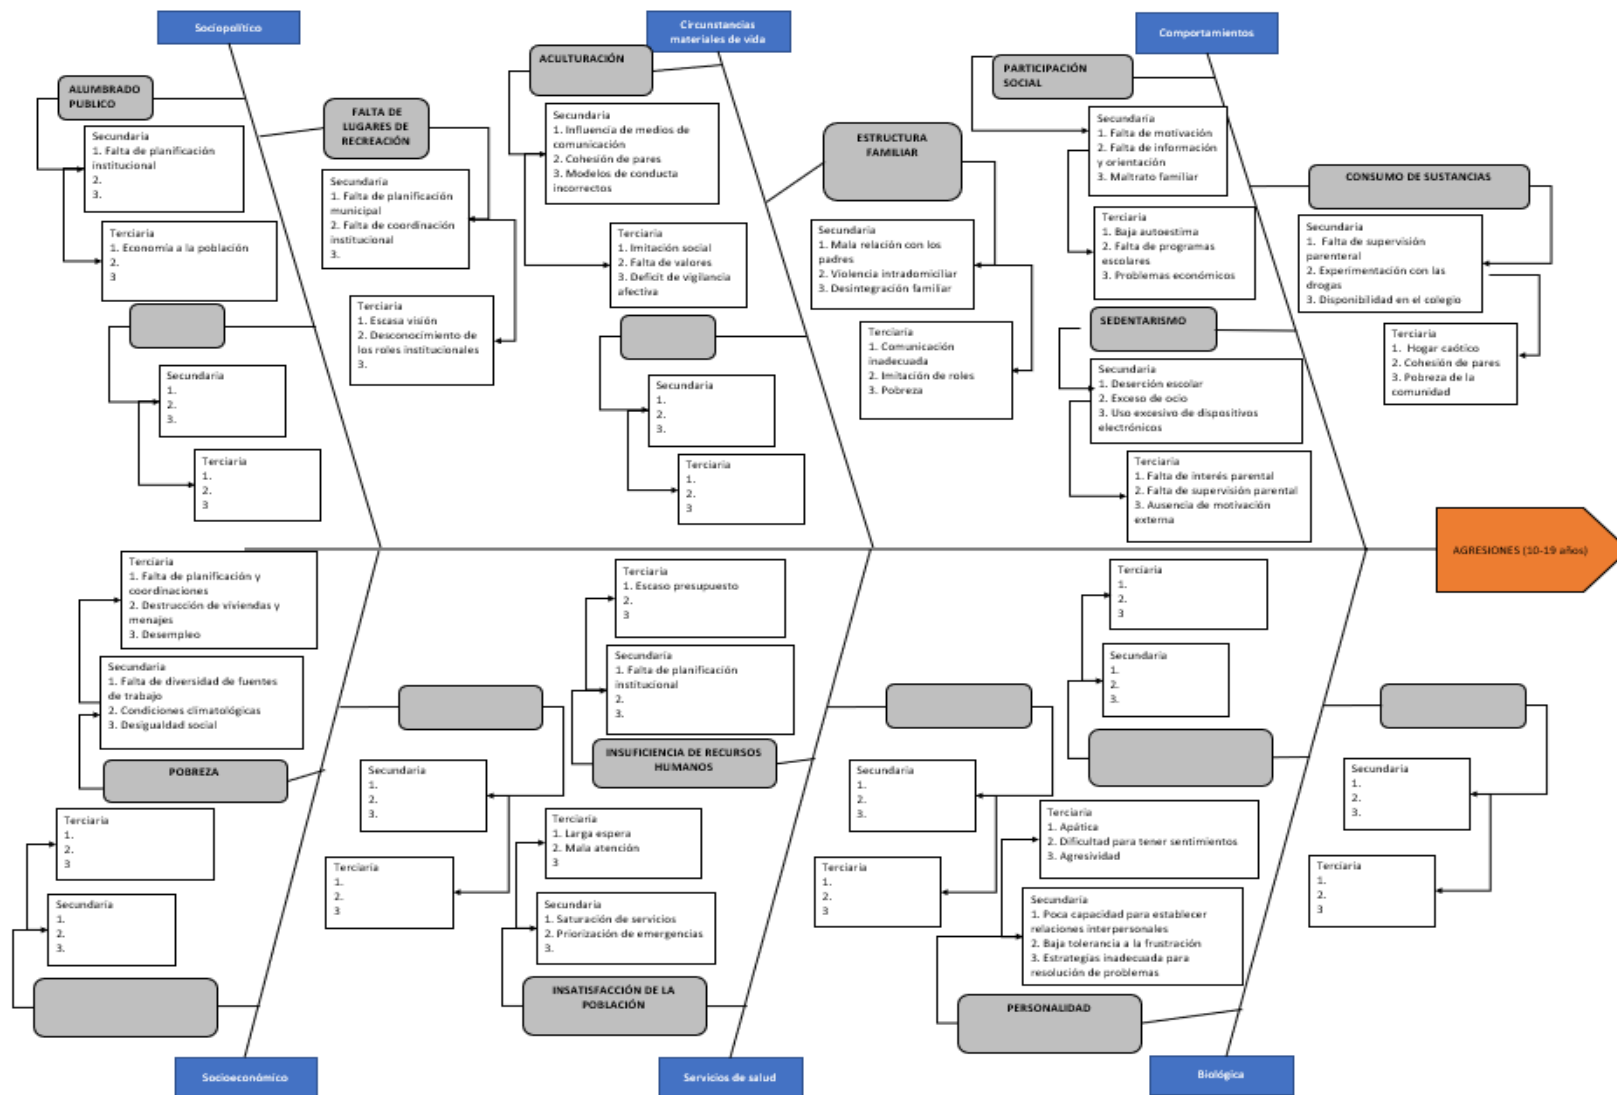 Sociopolítico
Circunstancias
materiales de vida
Comportamientos
ALUMBRADO
PUBLICO
Secundaria
1. Falta de planificación
institucional
2.
3.
Terciaria
1. Economía a la población
2.
3
FALTA DE
LUGARES DE
RECREACIÓN
Secundaria
1. Falta de planificación
municipal
2. Falta de coordinación
institucional
3.
Terciaria
1. Escasa visión
2. Desconocimiento de
los roles institucionales
3.
Secundaria
1.
2.
3.
Terciaria
1.
2.
3
ACULTURACIÓN
Secundaria
1. Influencia de medios de
comunicación
2. Cohesión de pares
3. Modelos de conducta
incorrectos
Terciaria
1. Imitación social
2. Falta de valores
3. Deficit de vigilancia
afectiva
ESTRUCTURA
FAMILIAR
Secundaria
1. Mala relación con los
padres
2. Violencia intradomiciliar
3. Desintegración familiar
Terciaria
1. Comunicación
inadecuada
2. Imitación de roles
3. Pobreza
Secundaria
1.
2.
3.
Terciaria
1.
2.
3
PARTICIPACIÓN
SOCIAL
Secundaria
1. Falta de motivación
2. Falta de información
y orientación
3. Maltrato familiar
Terciaria
1. Baja autoestima
2. Falta de programas
escolares
3. Problemas económicos
CONSUMO DE SUSTANCIAS
Secundaria
1. Falta de supervisión
parenteral
2. Experimentación con las
drogas
3. Disponibilidad en el colegio
Terciaria
1. Hogar caótico
2. Cohesión de pares
3. Pobreza de la
comunidad
SEDENTARISMO
Secundaria
1. Deserción escolar
2. Exceso de ocio
3. Uso excesivo de dispositivos
electrónicos
Terciaria
1. Falta de interés parental
2. Falta de supervisión parental
3. Ausencia de motivación
externa
AGRESIONES (10-19 años)
Terciaria
1. Falta de planificación y
coordinaciones
2. Destrucción de viviendas y
menajes
3. Desempleo
Secundaria
1. Falta de diversidad de fuentes
de trabajo
2. Condiciones climatológicas
3. Desigualdad social
POBREZA
Terciaria
1.
2.
3
Secundaria
1.
2.
3.
Secundaria
1.
2.
3.
Terciaria
1.
2.
3
Terciaria
1. Escaso presupuesto
2.
3
Secundaria
1. Falta de planificación
institucional
2.
3.
INSUFICIENCIA DE RECURSOS
HUMANOS
Terciaria
1. Larga espera
2. Mala atención
3
Secundaria
1. Saturación de servicios
2. Priorización de emergencias
3.
INSATISFACCIÓN DE LA
POBLACIÓN
Secundaria
1.
2.
3.
Terciaria
1.
2.
3
Terciaria
1.
2.
3
Secundaria
1.
2.
3.
Terciaria
1. Apática
2. Dificultad para tener sentimientos
3. Agresividad
Secundaria
1. Poca capacidad para establecer
relaciones interpersonales
2. Baja tolerancia a la frustración
3. Estrategias inadecuada para
resolución de problemas
PERSONALIDAD
Secundaria
1.
2.
3.
Terciaria
1.
2.
3
Socioeconómico
Servicios de salud
Biológica